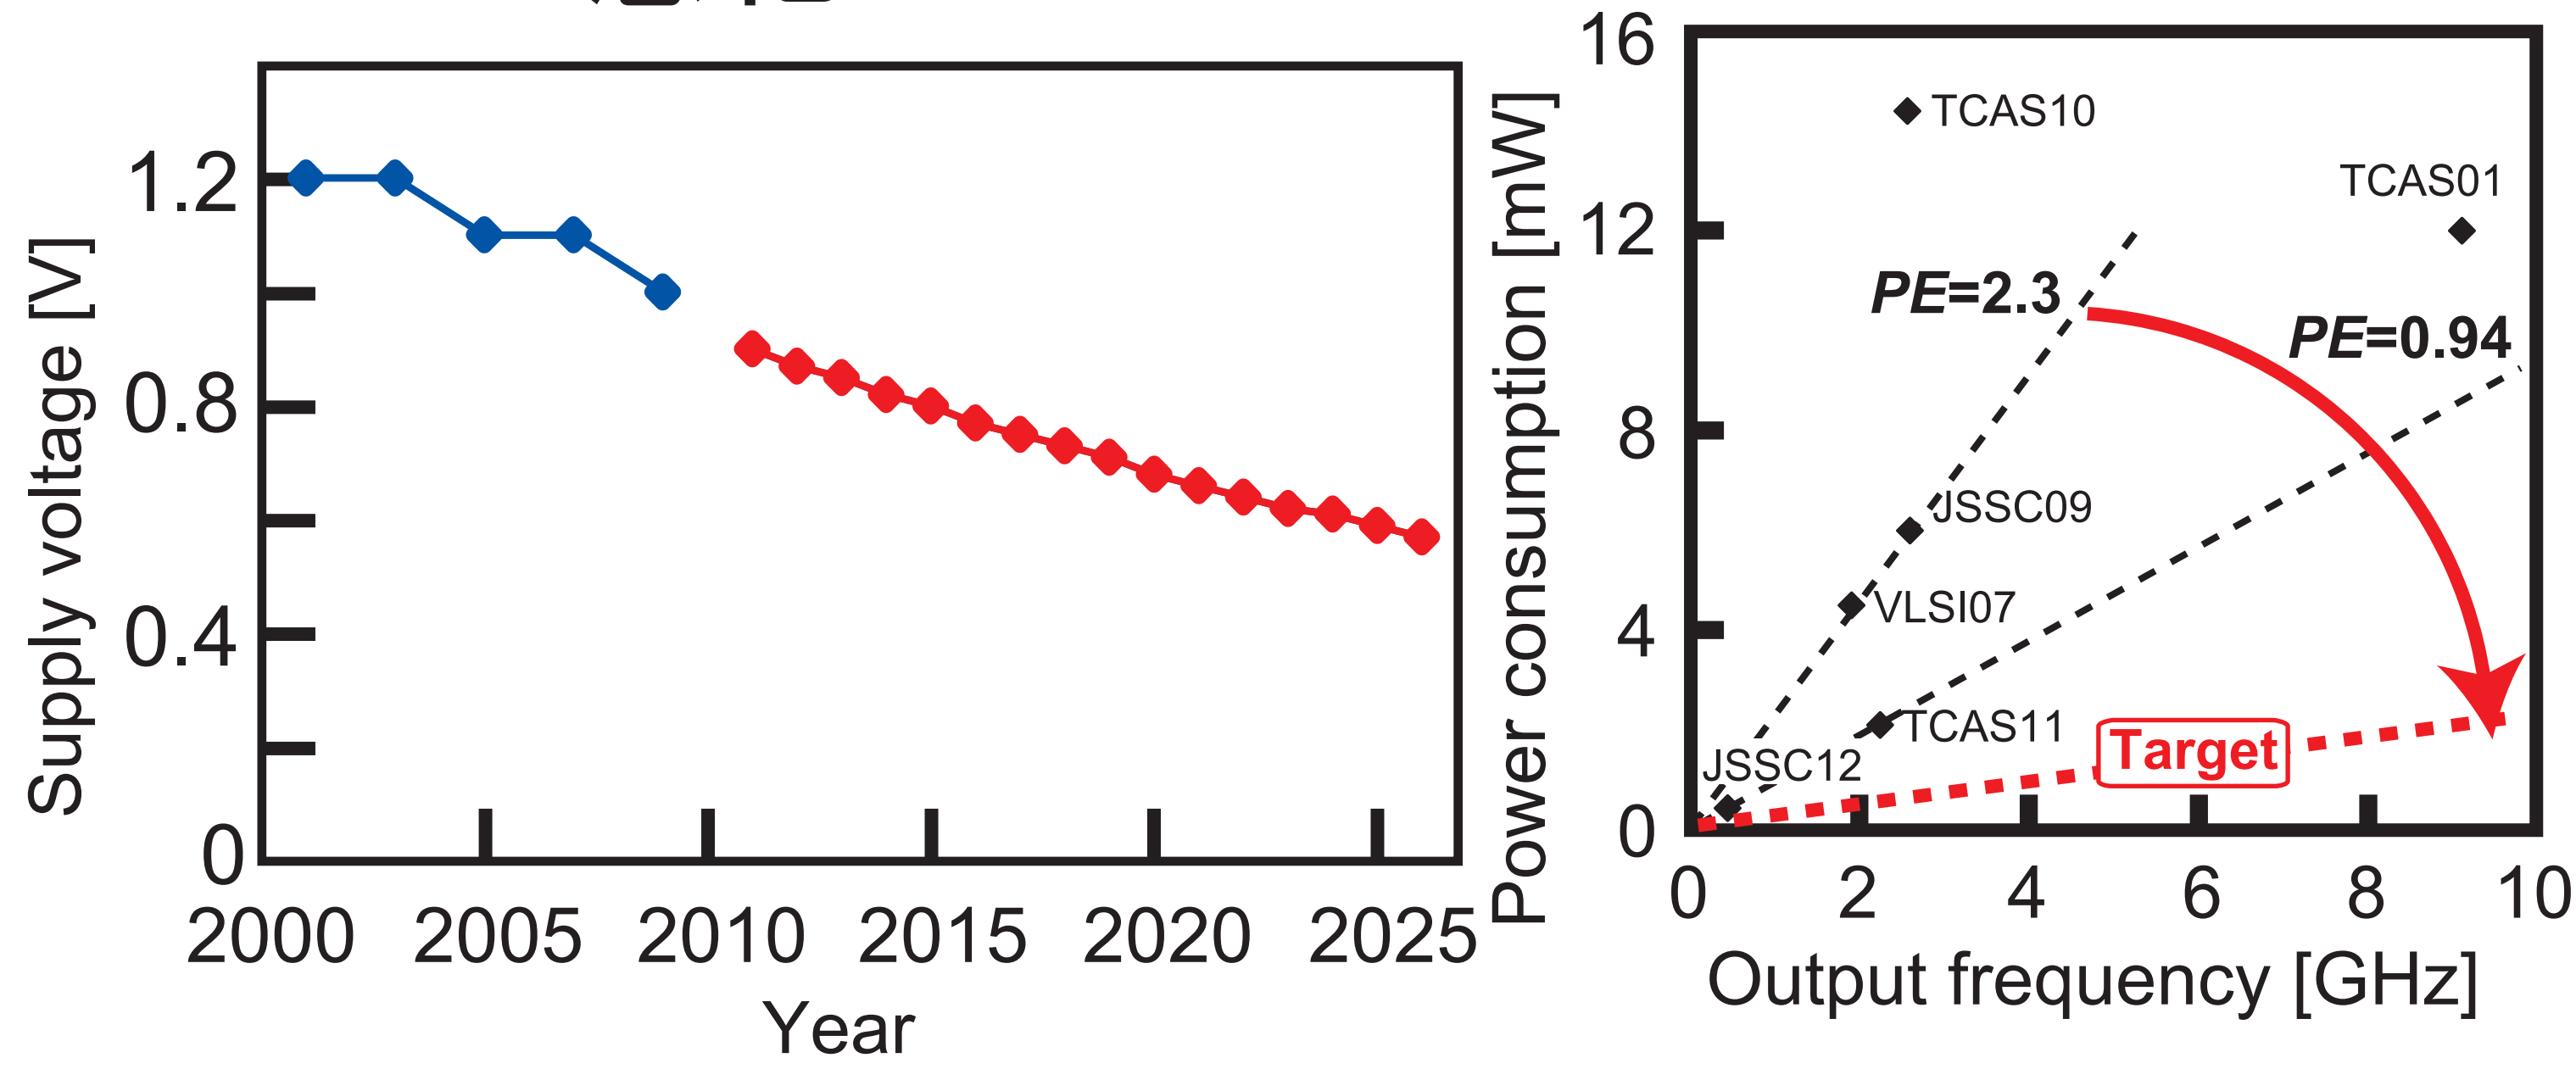 Supply voltage [V]
1.2
0.8
0.4
0
2000 2005 2010 2015 2020 2025
Year
Power consumption [mW]
16
12
8
4
0
TCAS10
TCAS01
PE=2.3
PE=0.94
JSSC09
VLSI07
TCAS11
JSSC12
Target
0 2 4 6 8 10
Output frequency [GHz]